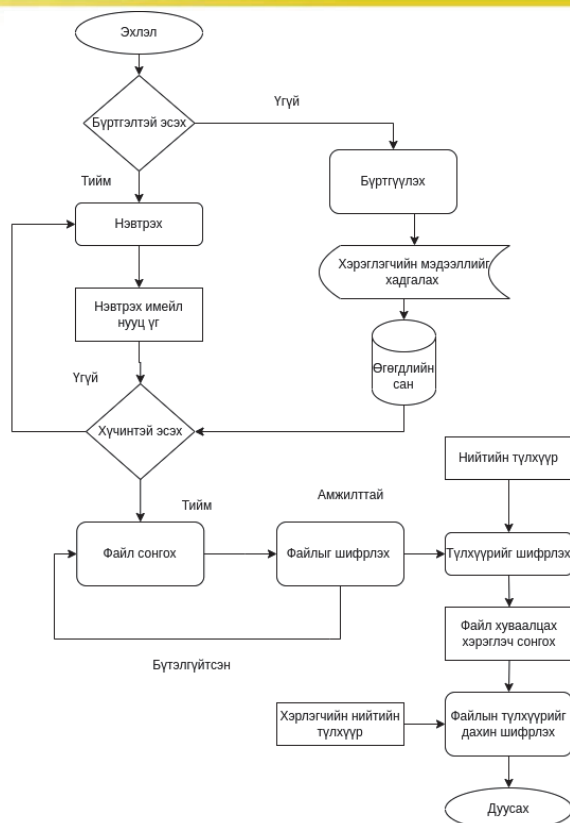 Эхлэл
Бүртгэлтэй эсэх
Үгүй
Тийм
Бүртгүүлэх
Нэвтрэх
Хэрэглэгчийн мэдээллийг
хадгалах
Нэвтрэх имейл
нууц үг
Өгөгдлийн
сан
Үгүй
Хүчинтэй эсэх
Нийтийн түлхүүр
Тийм
Амжилттай
Файл сонгох
Файлыг шифрлэх
Түлхүүрийг шифрлэх
Файл хуваалцах
хэрэглэч сонгох
Бүтэлгүйтсэн
Хэрлэгчийн нийтийн
түлхүүр
Файлын түлхүүрийг
дахин шифрлэх
Дуусах